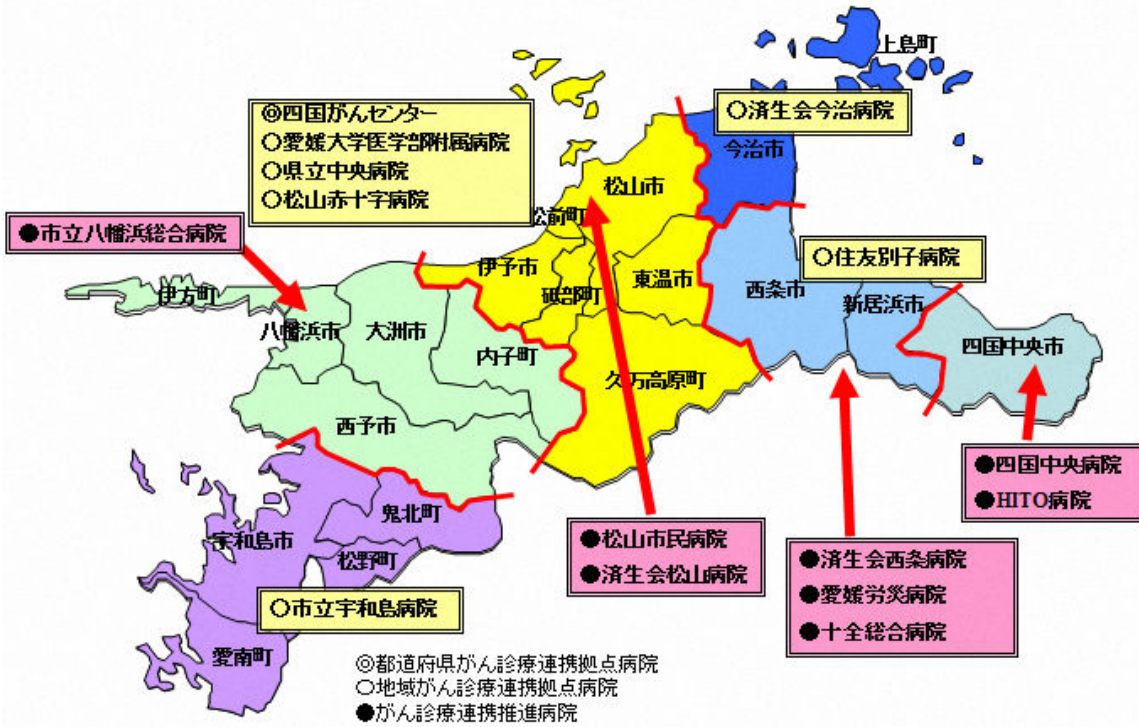 上島町
◎四国がんセンター
○愛媛大学医学部附属病院
○県立中央病院
○松山赤十字病院
○済生会今治病院
今治市
松山市
松前町
●市立八幡浜総合病院
伊予市
砥部町
東温市
○住友別子病院
西条市
新居浜市
伊方町
八幡浜市
大洲市
内子町
四国中央市
久万高原町
西予市
●四国中央病院
●HITO病院
鬼北町
宇和島市
松野町
●松山市民病院
●済生会松山病院
●済生会西条病院
●愛媛労災病院
●十全総合病院
○市立宇和島病院
愛南町
◎都道府県がん診療連携拠点病院
○地域がん診療連携拠点病院
●がん診療連携推進病院